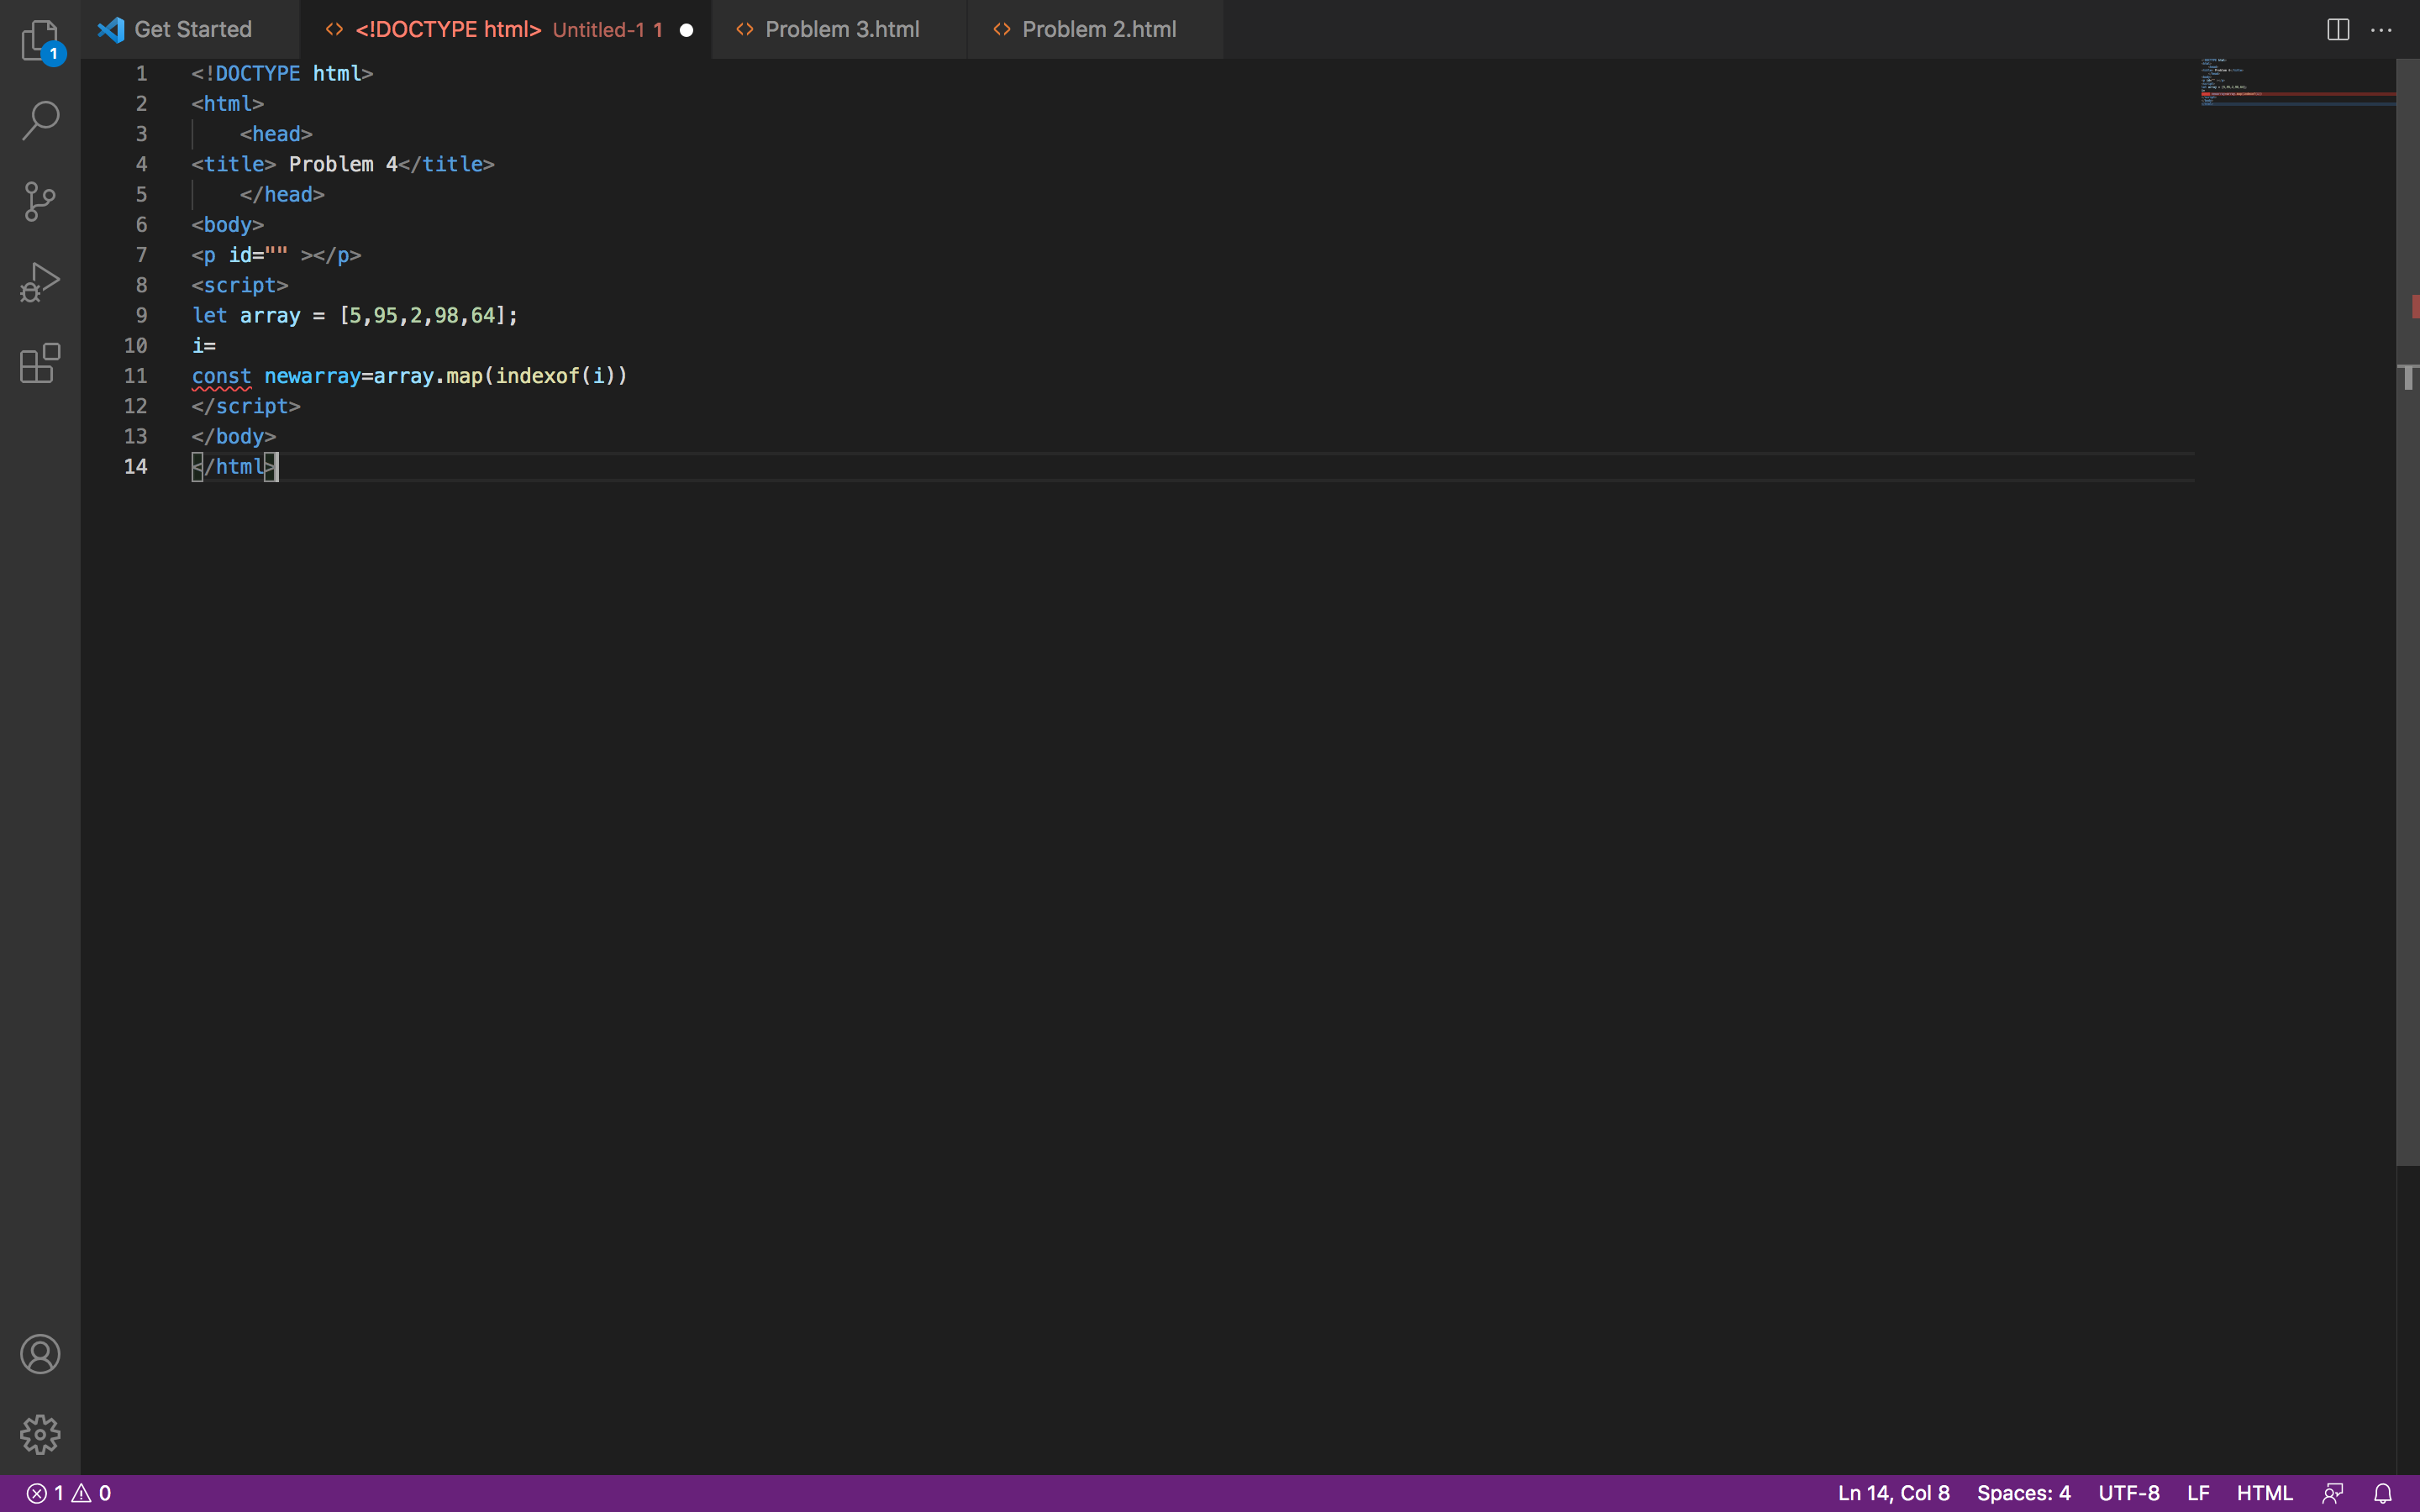 1
Get Started
<> <!DOCTYPE html> Untitled-1 1
<> Problem 3.html
<> Problem 2.html
...
1 <!DOCTYPE html>
2 <html>
3     <head>
4 <title> Problem 4</title>
5     </head>
6 <body>
7 <p id="" ></p>
8 <script>
9 let array = [5,95,2,98,64];
10 i=
11 const newarray=array.map(indexof(i))
12 </script>
13 </body>
14 </html>
1 0
Ln 14, Col 8 Spaces: 4 UTF-8 LF HTML